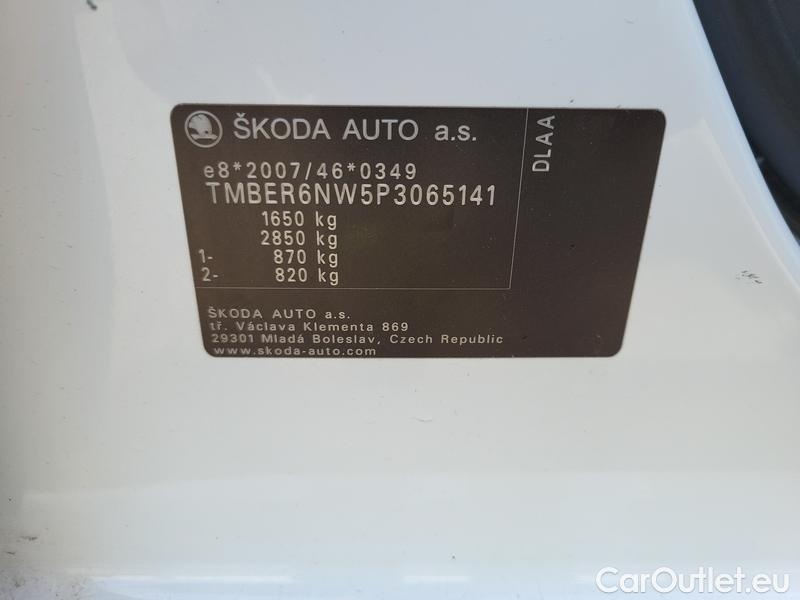 ŠKODA AUTO a.s.
DLAA
e8*2007/46*0349
TMBER6NW5P3065141
1650 kg
2850 kg
1- 870 kg
2- 820 kg
ŠKODA AUTO a.s.
tř. Václava Klementa 869
29301 Mladá Boleslav, Czech Republic
www.skoda-auto.com
CarOutlet.eu